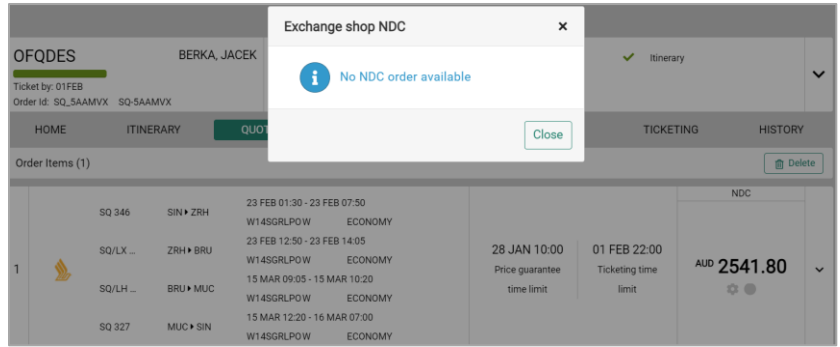 Exchange shop NDC ×
No NDC order available
Close
OFQDES BERKA, JACEK
Itinerary
Ticket by: 01FEB
Order Id: SQ_5AAMVX SQ-5AAMVX
HOME ITINERARY QUOT TICKETING HISTORY
Order Items (1) Delete
NDC
1
SQ 346 SIN ▸ ZRH 23 FEB 01:30 - 23 FEB 07:50
W14SGRLPOW ECONOMY
SQ/LX ... ZRH ▸ BRU 23 FEB 12:50 - 23 FEB 14:05
W14SGRLPOW ECONOMY
SQ/LH ... BRU ▸ MUC 15 MAR 09:05 - 15 MAR 10:20
W14SGRLPOW ECONOMY
SQ 327 MUC ▸ SIN 15 MAR 12:20 - 16 MAR 07:00
W14SGRLPOW ECONOMY
28 JAN 10:00
Price guarantee
time limit
01 FEB 22:00
Ticketing time
limit
AUD 2541.80